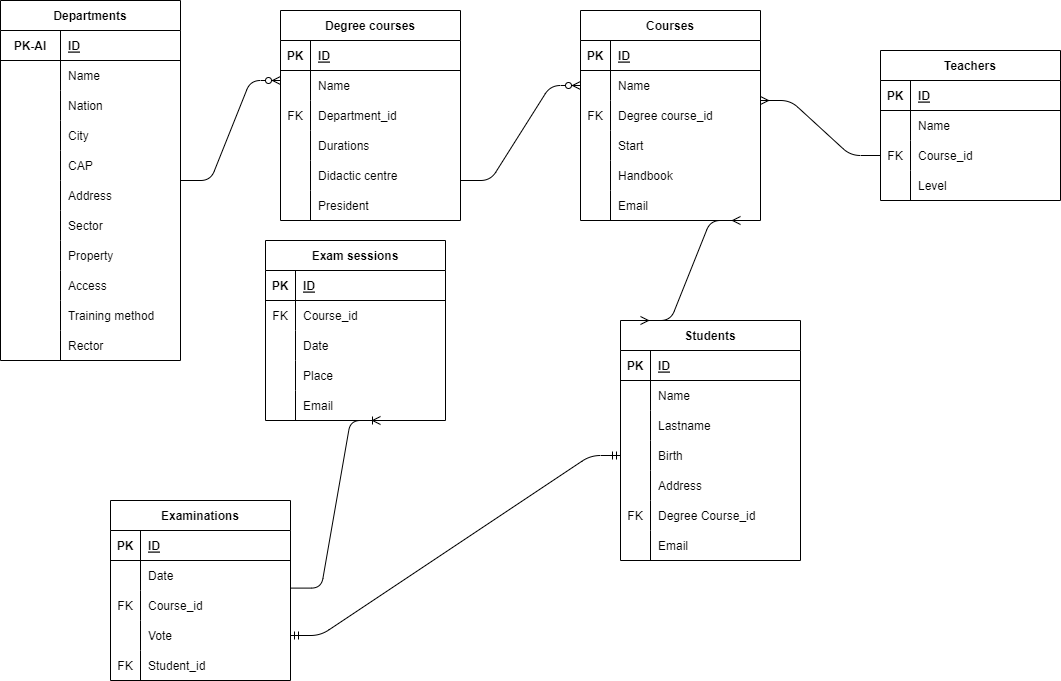 Departments
PK-AI ID
Name
Nation
City
CAP
Address
Sector
Property
Access
Training method
Rector
Degree courses
PK ID
Name
FK Department_id
Durations
Didactic centre
President
Courses
PK ID
Name
FK Degree course_id
Start
Handbook
Email
Teachers
PK ID
Name
FK Course_id
Level
Exam sessions
PK ID
FK Course_id
Date
Place
Email
Students
PK ID
Name
Lastname
Birth
Address
FK Degree Course_id
Email
Examinations
PK ID
Date
FK Course_id
Vote
FK Student_id